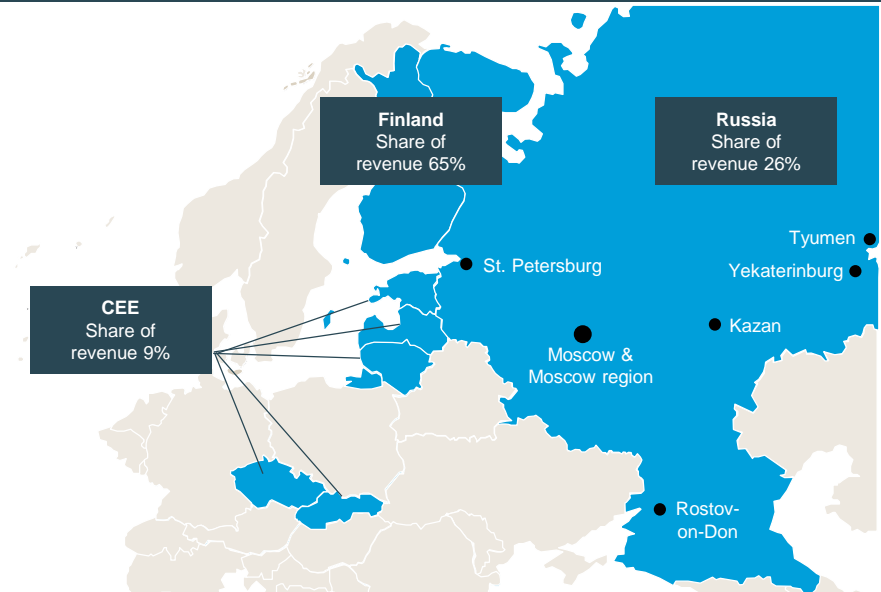 Finland
Share of
revenue 65%
Russia
Share of
revenue 26%
Tyumen
St. Petersburg
Yekaterinburg
CEE
Share of
revenue 9%
Kazan
Moscow &
Moscow region
Rostov-
on-Don